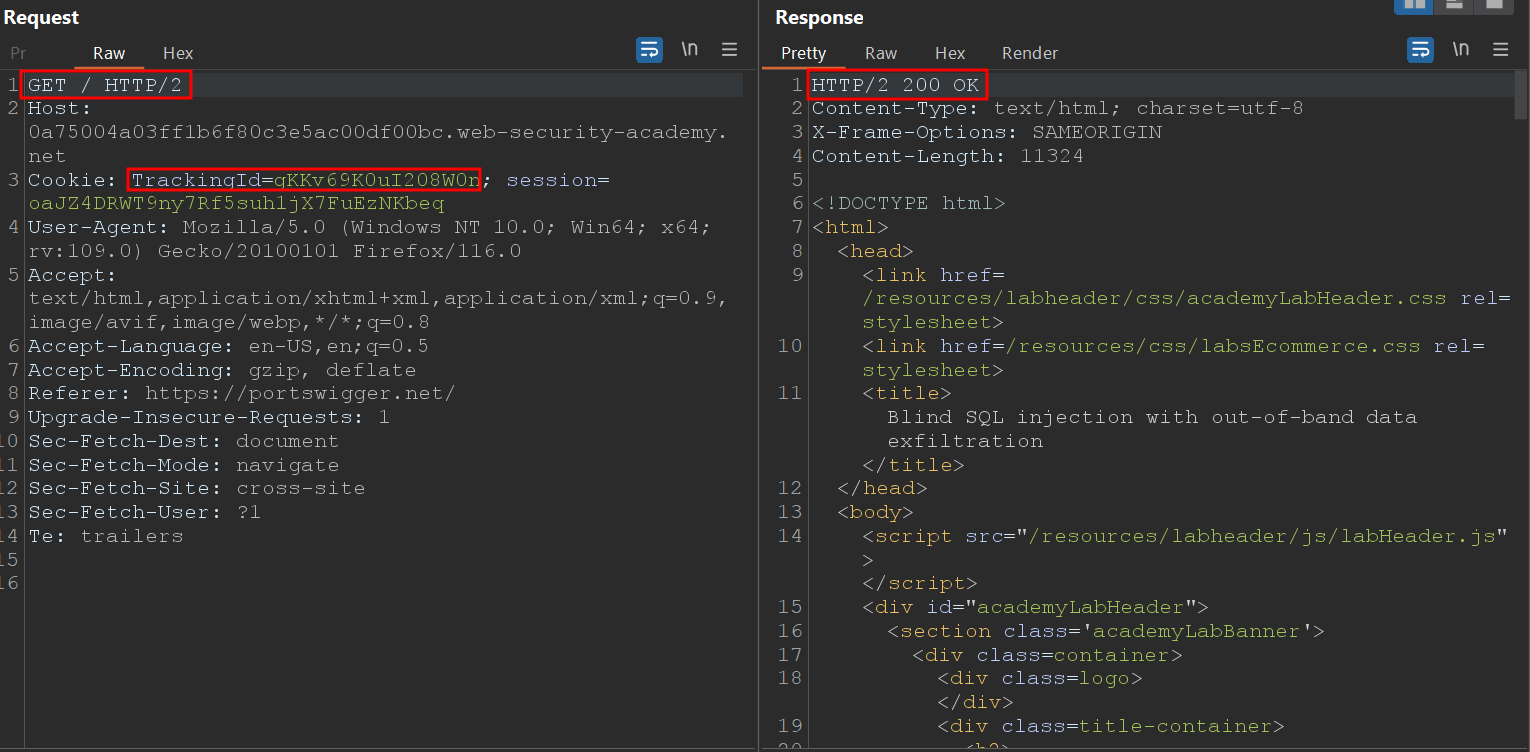 Request
Pr Raw Hex \n
1 GET / HTTP/2
2 Host:
0a75004a03ff1b6f80c3e5ac00df00bc.web-security-academy.
net
3 Cookie: TrackingId=gKKv69K0uI208W0n; session=
oaJZ4DRWT9ny7Rf5suh1jX7FuEzNKbeq
4 User-Agent: Mozilla/5.0 (Windows NT 10.0; Win64; x64;
rv:109.0) Gecko/20100101 Firefox/116.0
5 Accept:
text/html,application/xhtml+xml,application/xml;q=0.9,
image/avif,image/webp,*/*;q=0.8
6 Accept-Language: en-US,en;q=0.5
7 Accept-Encoding: gzip, deflate
8 Referer: https://portswigger.net/
9 Upgrade-Insecure-Requests: 1
10 Sec-Fetch-Dest: document
11 Sec-Fetch-Mode: navigate
12 Sec-Fetch-Site: cross-site
13 Sec-Fetch-User: ?1
14 Te: trailers
15
16
Response
Pretty Raw Hex Render \n
1 HTTP/2 200 OK
2 Content-Type: text/html; charset=utf-8
3 X-Frame-Options: SAMEORIGIN
4 Content-Length: 11324
5
6 <!DOCTYPE html>
7 <html>
8 <head>
9 <link href=
/resources/labheader/css/academyLabHeader.css rel=
stylesheet>
10 <link href=/resources/css/labsEcommerce.css rel=
stylesheet>
11 <title>
Blind SQL injection with out-of-band data
exfiltration
</title>
12 </head>
13 <body>
14 <script src="/resources/labheader/js/labHeader.js"
>
</script>
15 <div id="academyLabHeader">
16 <section class='academyLabBanner'>
17 <div class=container>
18 <div class=logo>
</div>
19 <div class=title-container>
20 <h2>